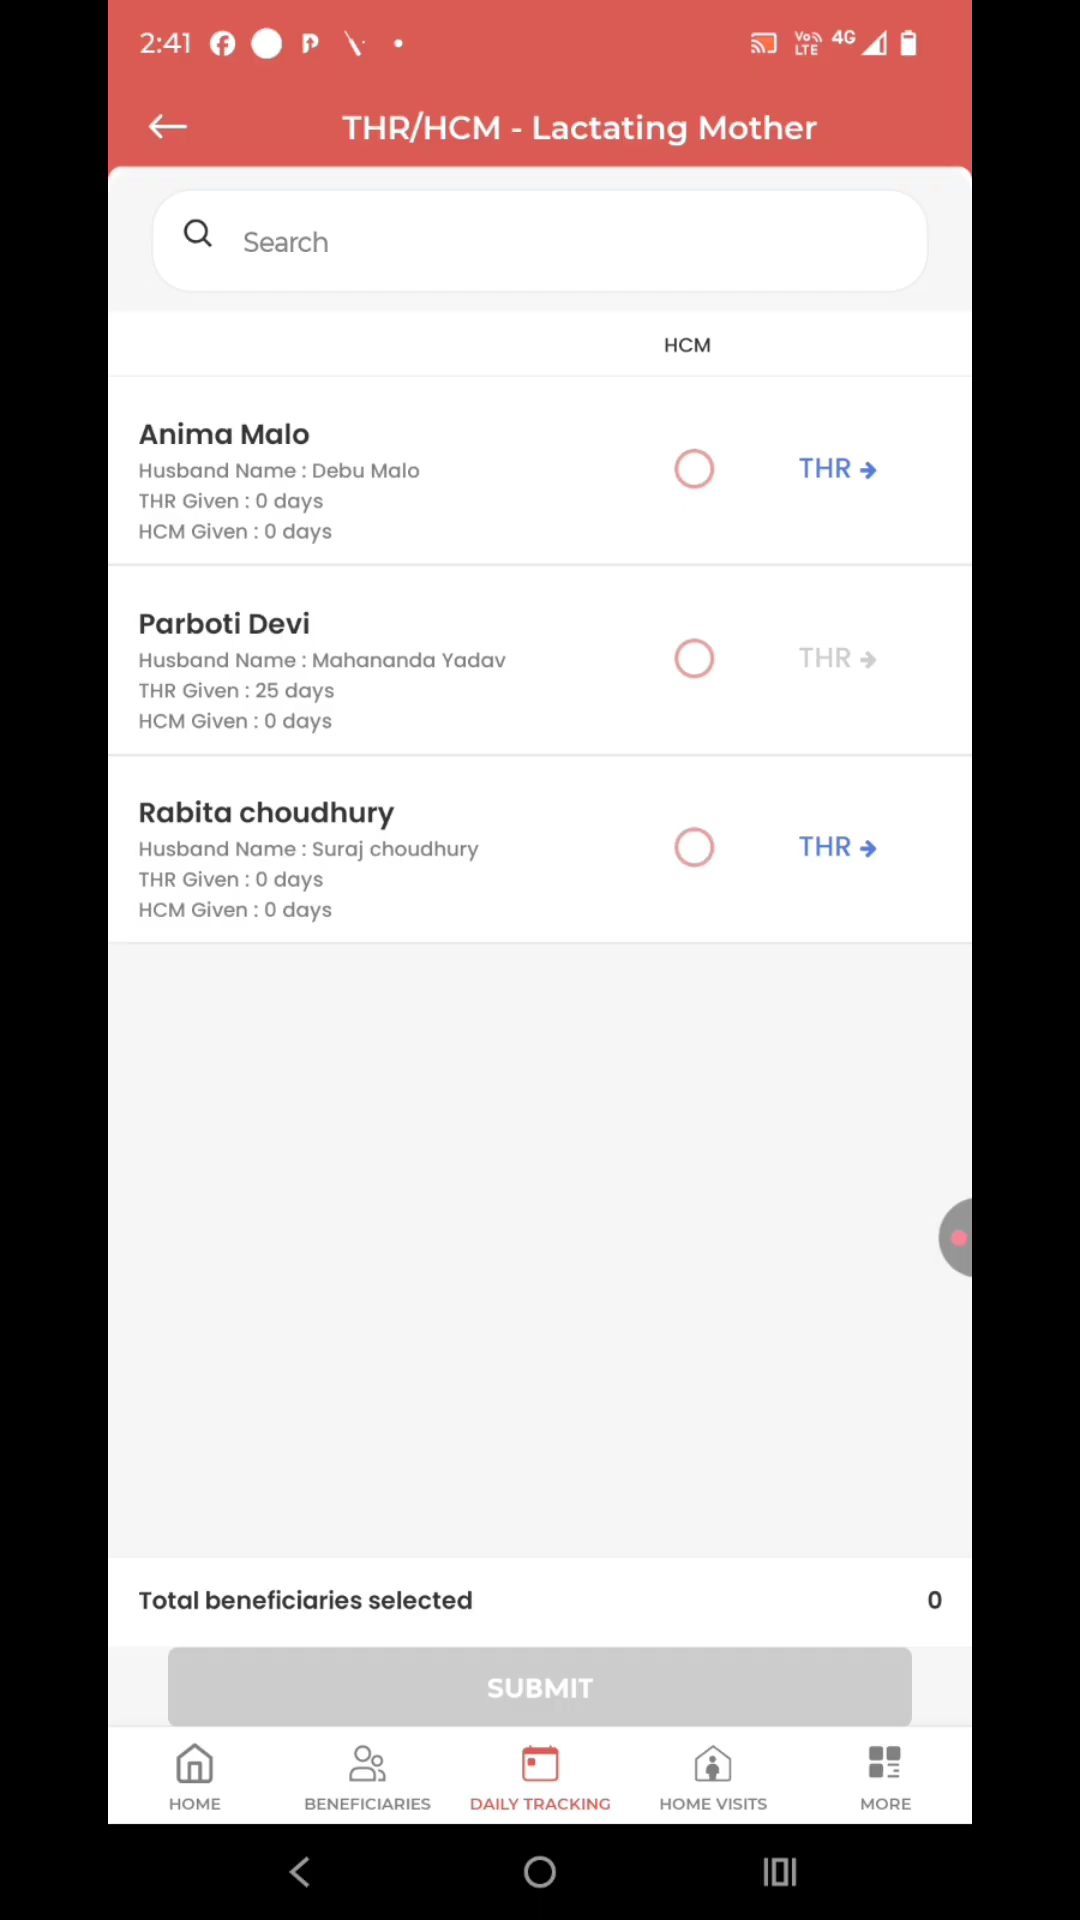 2:41
Vo)) LTE 4G
THR/HCM - Lactating Mother
Search
HCM
Anima Malo
Husband Name : Debu Malo
THR Given : 0 days
HCM Given : 0 days
THR
Parboti Devi
Husband Name : Mahananda Yadav
THR Given : 25 days
HCM Given : 0 days
THR
Rabita choudhury
Husband Name : Suraj choudhury
THR Given : 0 days
HCM Given : 0 days
THR
Total beneficiaries selected 0
SUBMIT
HOME BENEFICIARIES DAILY TRACKING HOME VISITS MORE